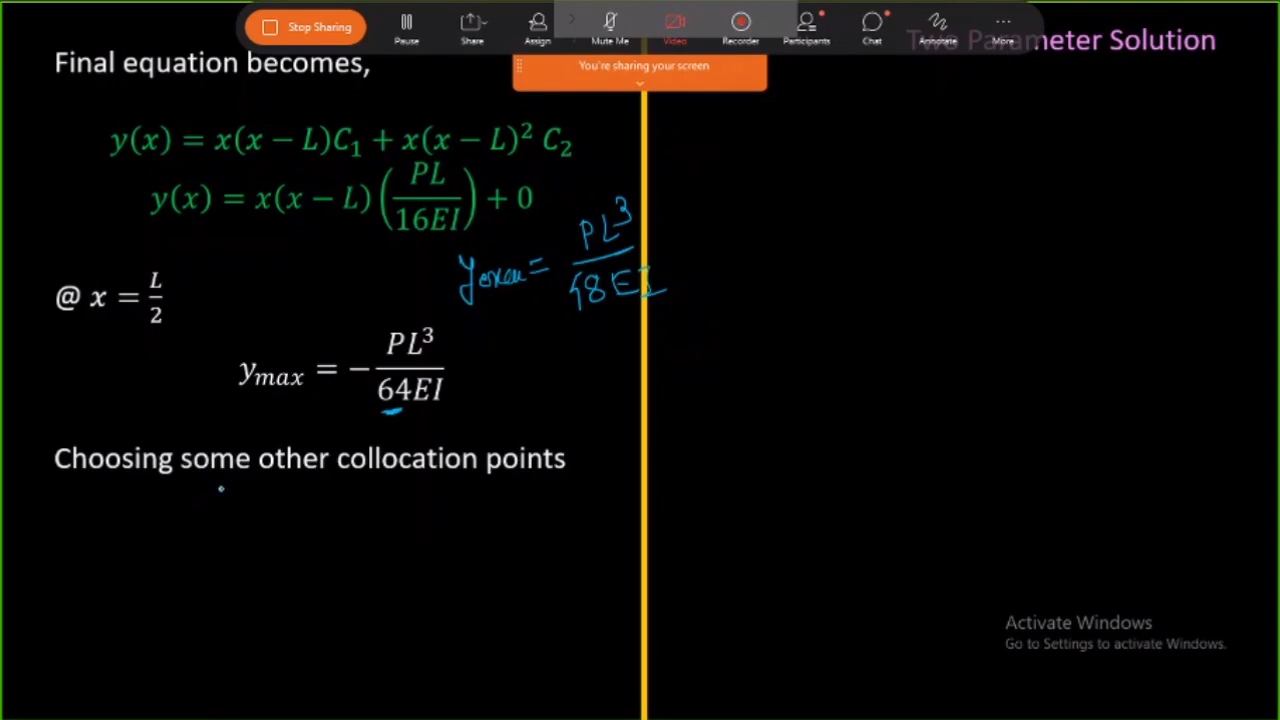 Stop Sharing
Pause
Share
Assign
Mute Me
Video
Recorder
Participants
Chat
Annotate
More
You're sharing your screen
Parameter Solution
Final equation becomes,
y(x) = x(x − L)C₁ + x(x − L)² C₂
y(x) = x(x − L) (PL/16EI) + 0
= PL³/48EI
@ x = L/2
y_max = − PL³/64EI
Choosing some other collocation points
Activate Windows
Go to Settings to activate Windows.